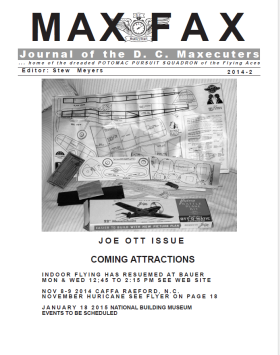 MAX FAX
Journal of the D. C. Maxecuters
... home of the dreaded POTOMAC PURSUIT SQUADRON of the Flying Aces
Editor: Stew Meyers 2014-2
JOE OTT ISSUE
COMING ATTRACTIONS
INDOOR FLYING HAS RESUEMED AT BAUER
MON & WED 12;45 TO 2:15 PM SEE WEB SITE
NOV 8-9 2014 CAFFA RAEFORD, N.C.
NOVEMBER HURICANE SEE FLYER ON PAGE 18
JANUARY 18 2015 NATIONAL BUILDING MUSEUM
EVENTS TO BE SCHEDULED